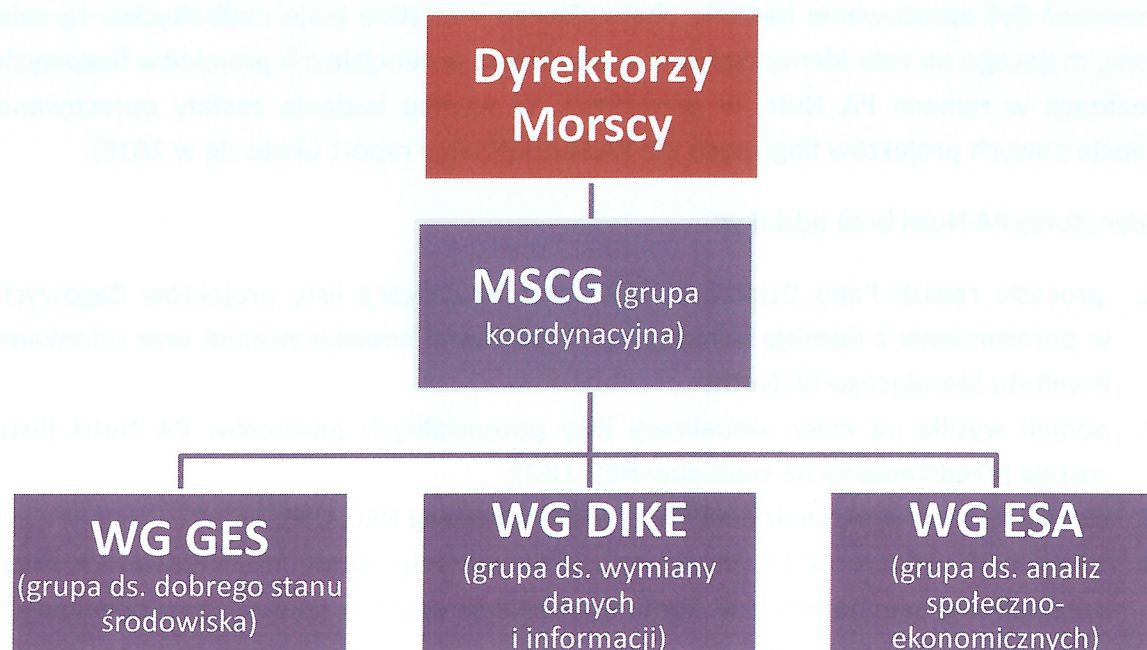 Dyrektorzy
Morscy
MSCG (grupa
koordynacyjna)
WG GES
(grupa ds. dobrego stanu
środowiska)
WG DIKE
(grupa ds. wymiany
danych
i informacji)
WG ESA
(grupa ds. analiz
społeczno-
ekonomicznych)